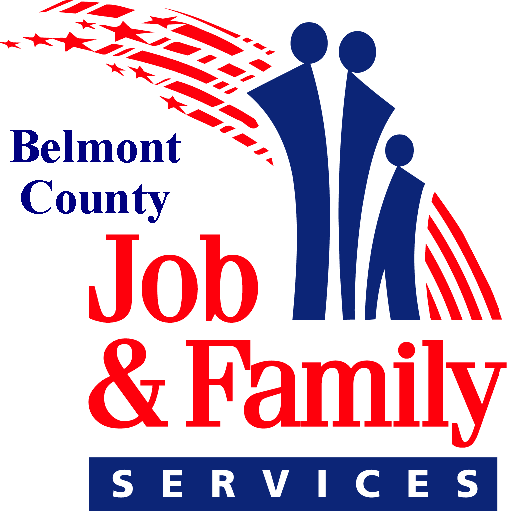 Belmont
County
Job
& Family
SERVICES